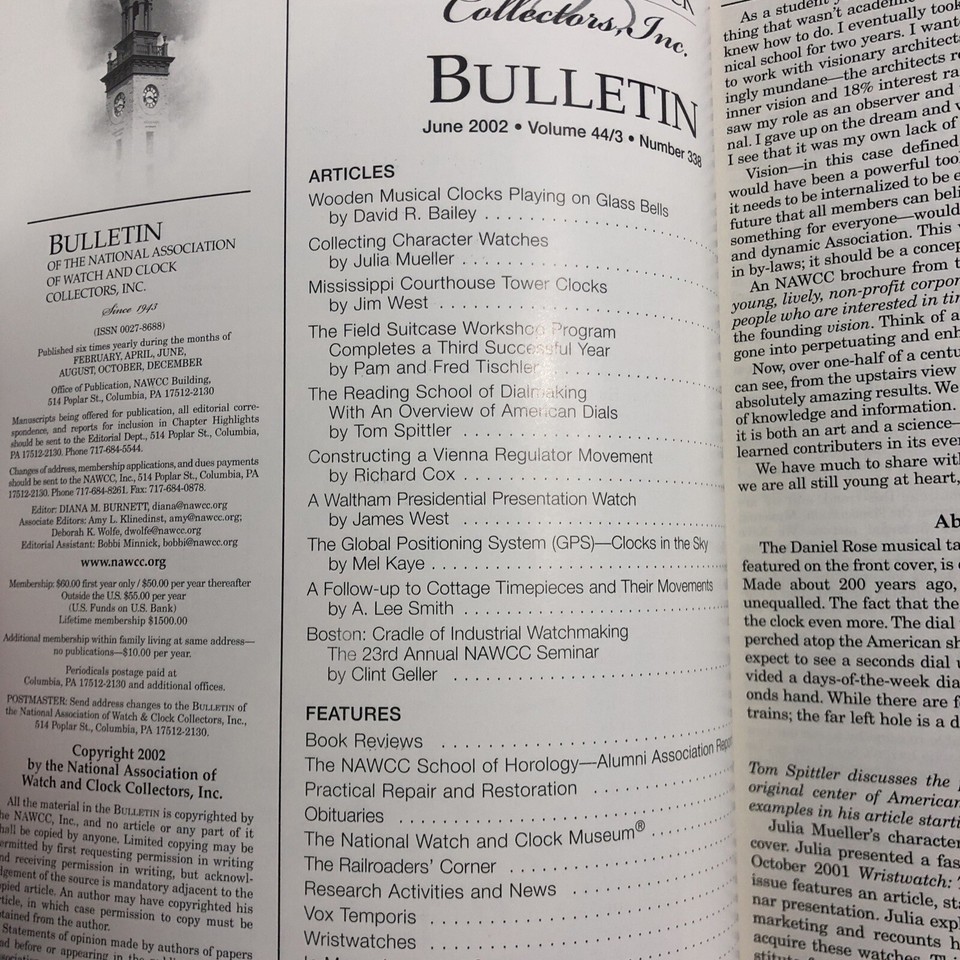 BULLETIN
OF THE NATIONAL ASSOCIATION
OF WATCH AND CLOCK
COLLECTORS, INC.
Since 1943
(ISSN 0027-8688)
Published six times yearly during the months of
FEBRUARY, APRIL, JUNE,
AUGUST, OCTOBER, DECEMBER
Office of Publication, NAWCC Building,
514 Poplar St., Columbia, PA 17512-2130
Manuscripts being offered for publication, all editorial corre-
spondence, and reports for inclusion in Chapter Highlights
should be sent to the Editorial Dept., 514 Poplar St., Columbia,
PA 17512-2130. Phone 717-684-5544.
Changes of address, membership applications, and dues payments
should be sent to the NAWCC, Inc., 514 Poplar St., Columbia, PA
17512-2130. Phone 717-684-8261. Fax: 717-684-0878.
Editor: DIANA M. BURNETT, diana@nawcc.org
Associate Editors: Amy L. Klinedinst, amy@nawcc.org;
Deborah K. Wolfe, dwolfe@nawcc.org
Editorial Assistant: Bobbi Minnick, bobbi@nawcc.org
www.nawcc.org
Membership: $60.00 first year only / $50.00 per year thereafter
Outside the U.S. $55.00 per year
(U.S. Funds on U.S. Bank)
Lifetime membership $1500.00
Additional membership within family living at same address—
no publications—$10.00 per year.
Periodicals postage paid at
Columbia, PA 17512-2130 and additional offices.
POSTMASTER: Send address changes to the BULLETIN of
the National Association of Watch & Clock Collectors, Inc.,
514 Poplar St., Columbia, PA 17512-2130.
Copyright 2002
by the National Association of
Watch and Clock Collectors, Inc.
All the material in the BULLETIN is copyrighted by
the NAWCC, Inc., and no article or any part of it
shall be copied by anyone. Limited copying may be
ermitted by first requesting permission in writing
nd receiving permission in writing, but acknowl-
dgement of the source is mandatory adjacent to the
pied article. An author may have copyrighted his
rticle, in which case permission to copy must be
tained from the author.
Statements of opinion made by authors of papers
ad before or appearing in the
Collectors, Inc.
BULLETIN
June 2002 • Volume 44/3 • Number 338
ARTICLES
Wooden Musical Clocks Playing on Glass Bells
by David R. Bailey
Collecting Character Watches
by Julia Mueller
Mississippi Courthouse Tower Clocks
by Jim West
The Field Suitcase Workshop Program
Completes a Third Successful Year
by Pam and Fred Tischler
The Reading School of Dialmaking
With An Overview of American Dials
by Tom Spittler
Constructing a Vienna Regulator Movement
by Richard Cox
A Waltham Presidential Presentation Watch
by James West
The Global Positioning System (GPS)—Clocks in the Sky
by Mel Kaye
A Follow-up to Cottage Timepieces and Their Movements
by A. Lee Smith
Boston: Cradle of Industrial Watchmaking
The 23rd Annual NAWCC Seminar
by Clint Geller
FEATURES
Book Reviews
The NAWCC School of Horology—Alumni Association Repor
Practical Repair and Restoration
Obituaries
The National Watch and Clock Museum®
The Railroaders' Corner
Research Activities and News
Vox Temporis
Wristwatches
As a student
thing that wasn't academi
knew how to do. I eventually took
nical school for two years. I want
to work with visionary architect
ingly mundane—the architects r
inner vision and 18% interest ra
saw my role as an observer and
nal. I gave up on the dream and
I see that it was my own lack of
Vision—in this case defined
would have been a powerful too
it needs to be internalized to be e
future that all members can beli
something for everyone—would
and dynamic Association. This
in by-laws; it should be a concep
An NAWCC brochure from t
young, lively, non-profit corpor
people who are interested in tin
the founding vision. Think of a
gone into perpetuating and enh
Now, over one-half of a centu
can see, from the upstairs view
absolutely amazing results. We
of knowledge and information.
it is both an art and a science—
learned contributers in its ever
We have much to share wit
we are all still young at heart,
Ab
The Daniel Rose musical ta
featured on the front cover, is
Made about 200 years ago,
unequalled. The fact that the
the clock even more. The dial
perched atop the American sh
expect to see a seconds dial
vided a days-of-the-week dia
onds hand. While there are f
trains; the far left hole is a d
Tom Spittler discusses the
original center of American
examples in his article starti
Julia Mueller's character
cover. Julia presented a fas
October 2001 Wristwatch:
issue features an article, st
nar presentation. Julia expl
marketing and recounts h
acquire these watches.